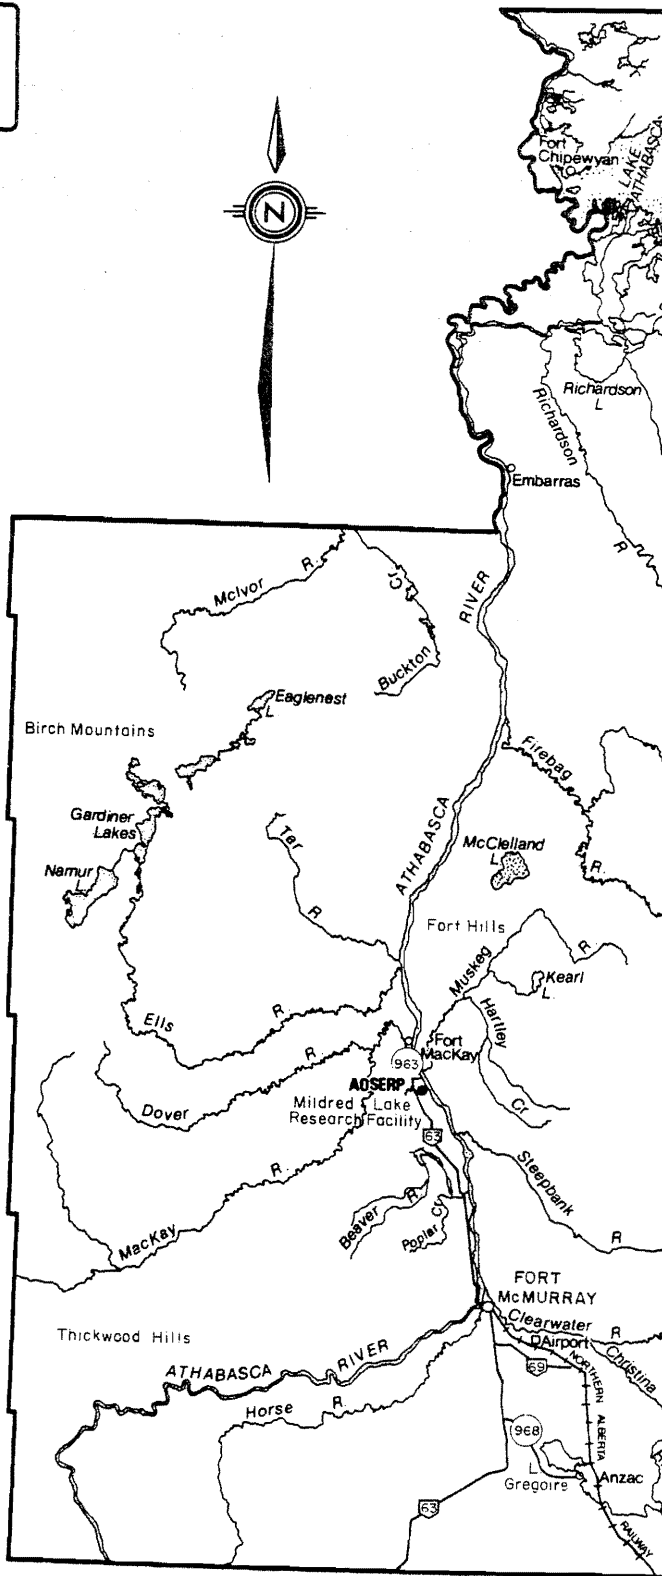 N
Fort
Chipewyan
LAKE
ATHABASCA
Richardson
L
Richardson
R
Embarras
McIvor R.
Cr
Buckton
RIVER
Eaglenest
L
Birch Mountains
Firebag
R.
Gardiner
Lakes
ATHABASCA
Tar
R
McClelland
L
Namur
L
Fort Hills
Muskeg
R
Kearl
L
Ells R.
Hartley
Cr
Fort
MacKay
963
AOSERP
Mildred Lake
Research Facility
Dover R.
63
Steepbank
R
MacKay R.
Beaver R.
Poplar Cr
FORT
McMURRAY
Clearwater R
Airport
Christina
Thickwood Hills
ATHABASCA RIVER
69
NORTHERN ALBERTA
RAILWAY
Horse R.
968
L
Gregoire
Anzac
63